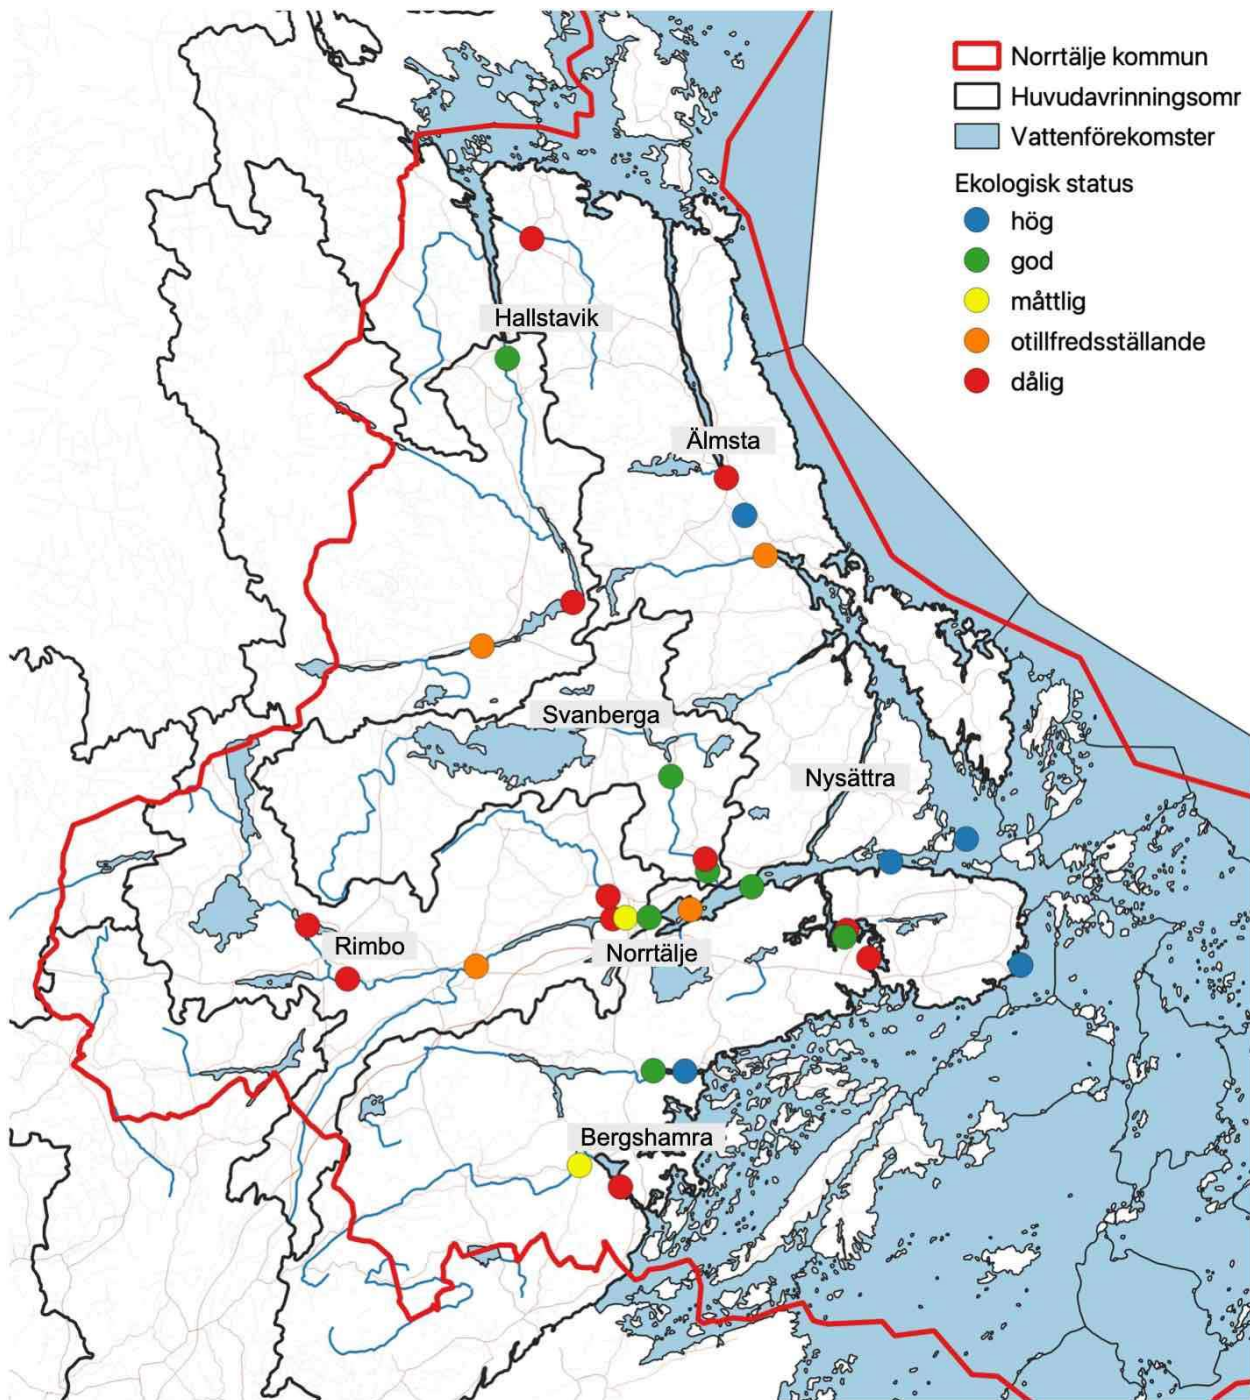 Norrtälje kommun
Huvudavrinningsomr
Vattenförekomster
Ekologisk status
hög
god
måttlig
otillfredsställande
dålig
Hallstavik
Älmsta
Svanberga
Nysättra
Rimbo
Norrtälje
Bergshamra